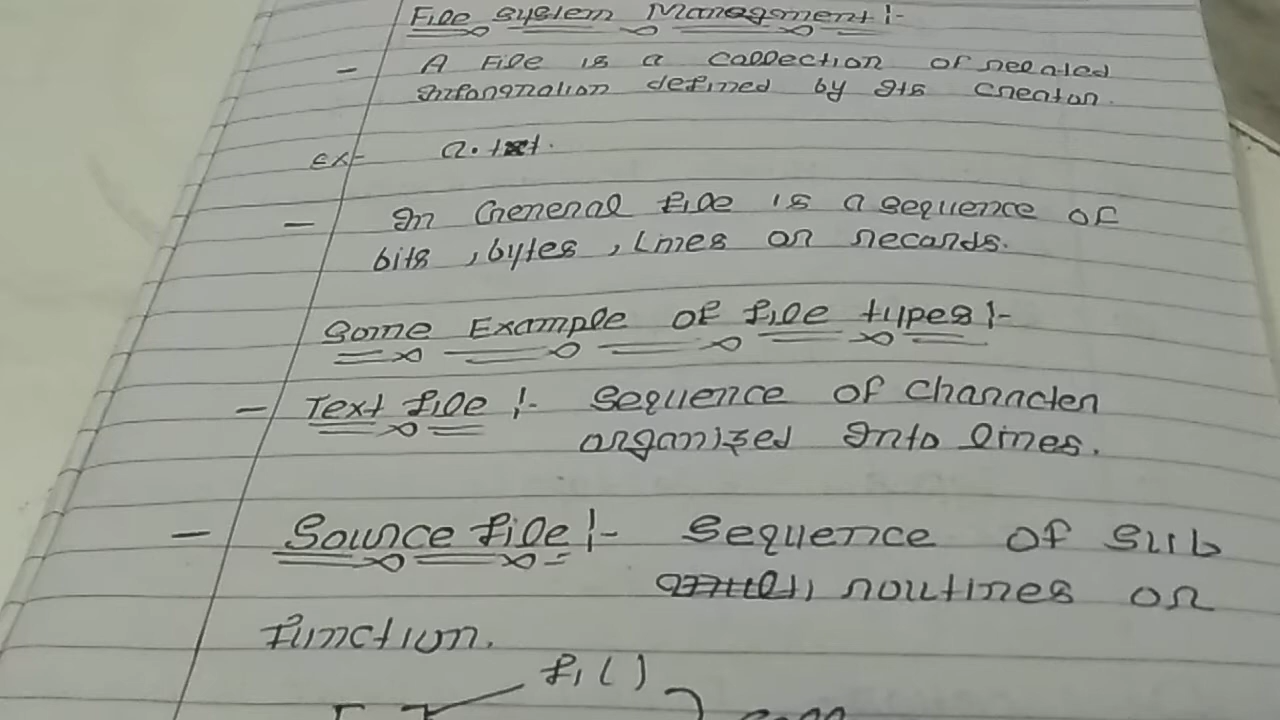 File System Management:-
- A File is a collection of related
information defined by its creator.
ex- a.txt.
- In General file is a sequence of
bits, bytes, lines or records.
Some Example of file types:-
- Text file:- Sequence of character
organized into lines.
- Source file:- Sequence of sub
routines or
function.
f1()